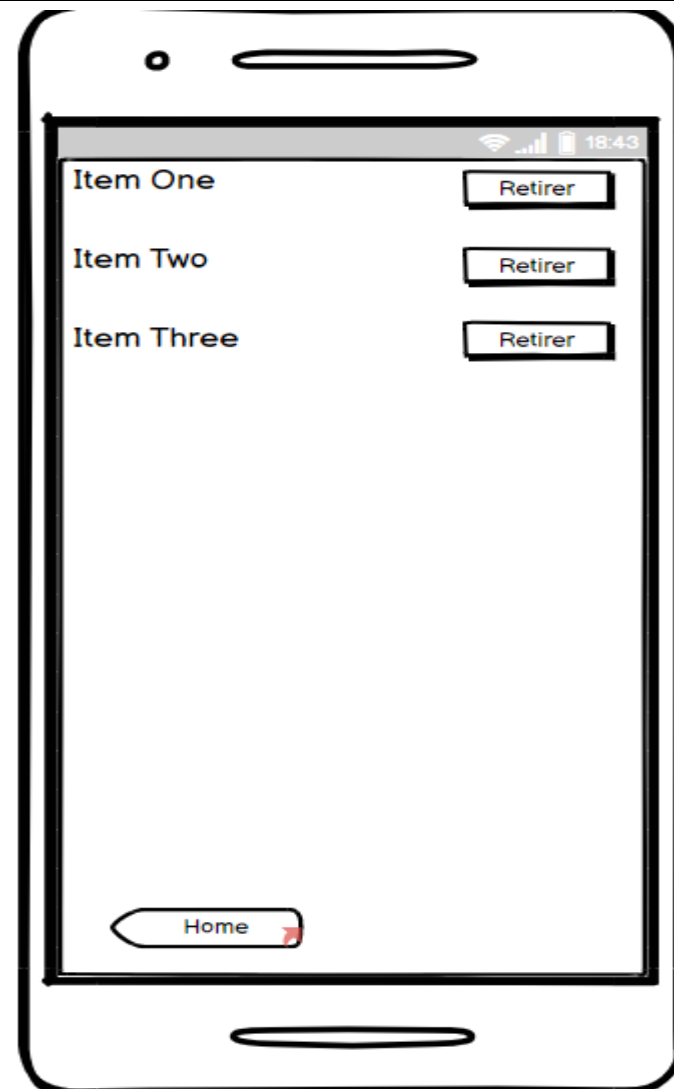 18:43
Item One
Retirer
Item Two
Retirer
Item Three
Retirer
Home